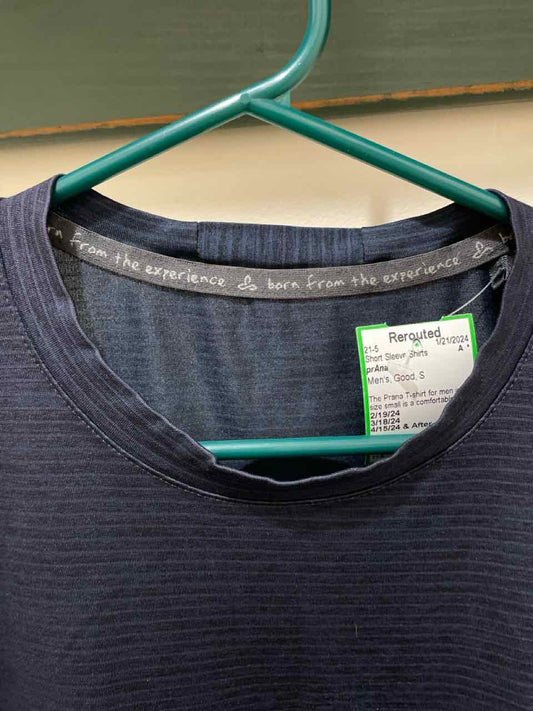 born from the experience born from the experience
Rerouted
21-5 1/21/2024
Short Sleeve Shirts A *
prAna
Men's, Good, S
The Prana T-shirt for men
size small is a comfortabl
2/19/24
3/18/24
4/15/24 & After